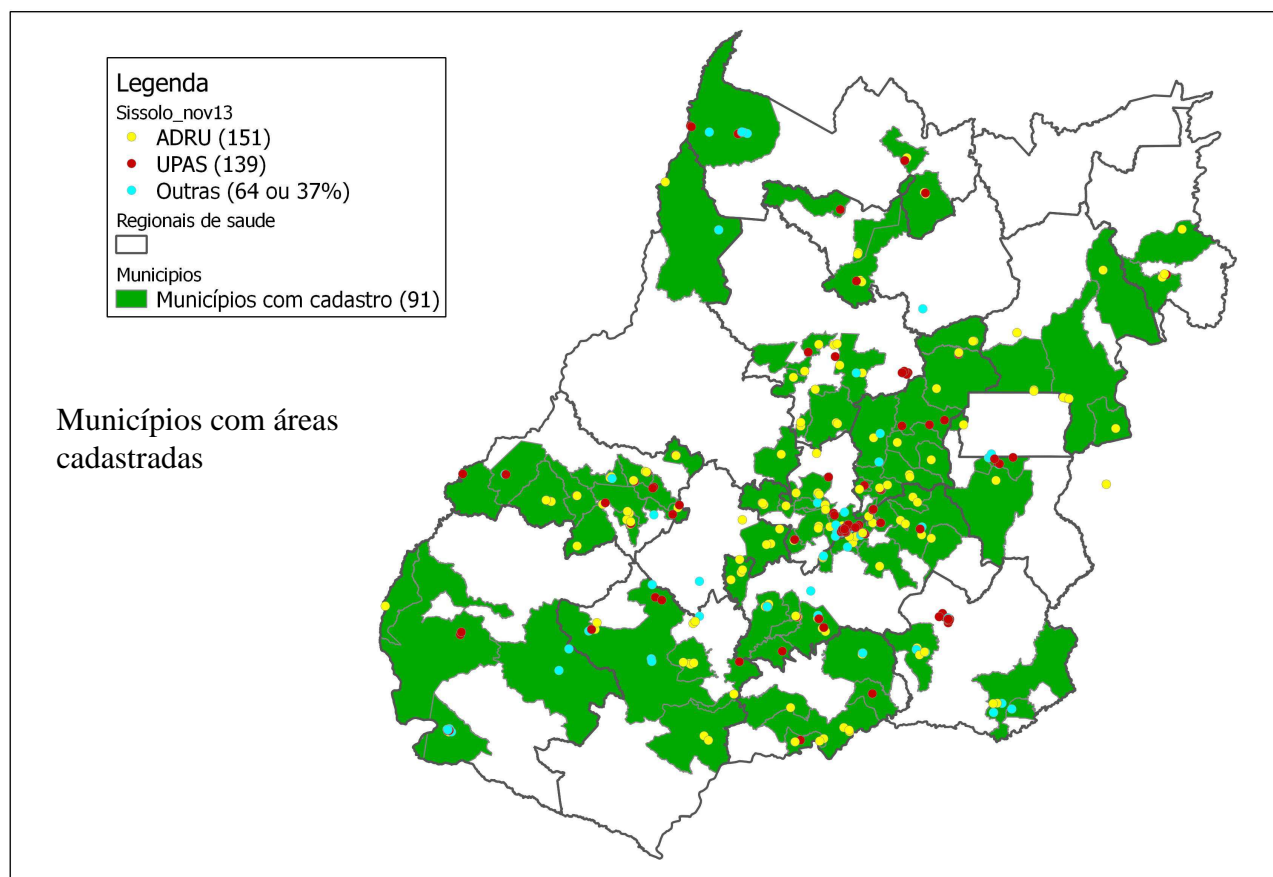 Legenda
Sissolo_nov13
ADRU (151)
UPAS (139)
Outras (64 ou 37%)
Regionais de saude
Municipios
Municípios com cadastro (91)
Municípios com áreas
cadastradas